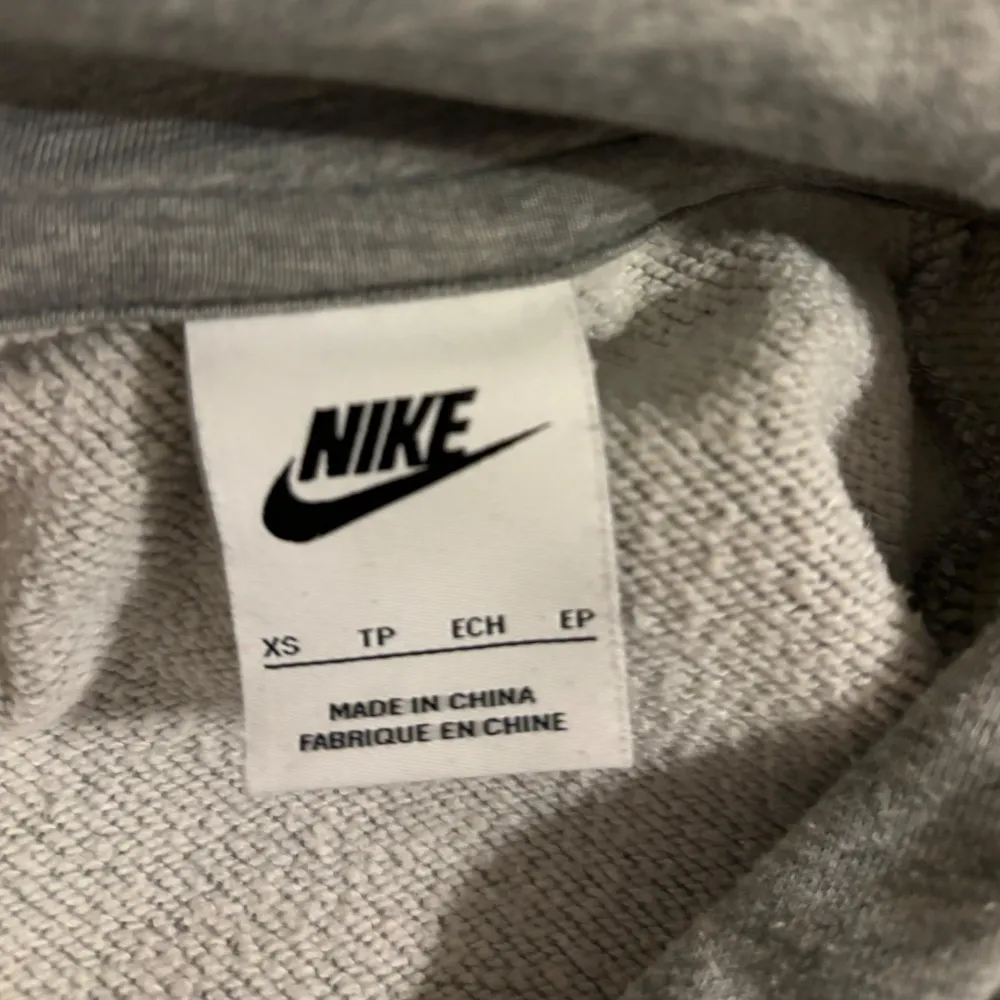 NIKE
XS TP ECH EP
MADE IN CHINA
FABRIQUE EN CHINE